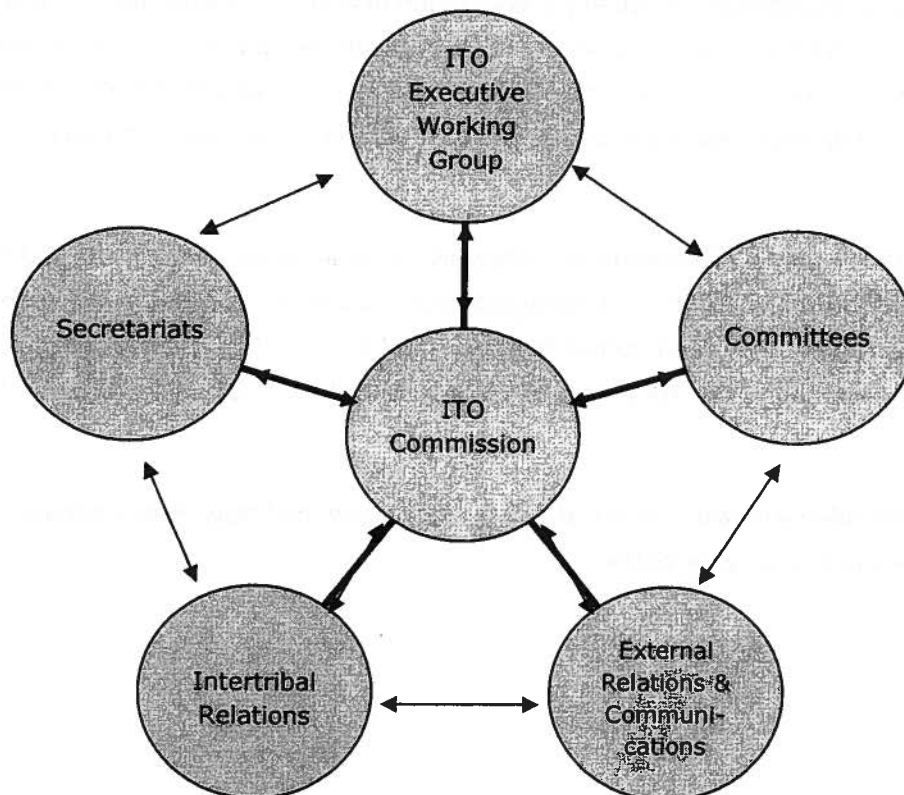 ITO
Executive
Working
Group
Secretariats
Committees
ITO
Commission
Intertribal
Relations
External
Relations &
Communi-
cations